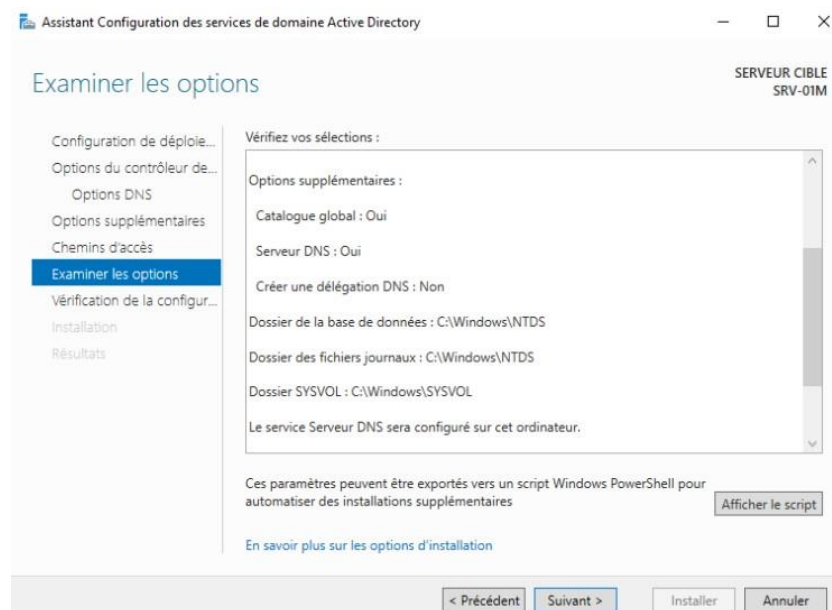 Assistant Configuration des services de domaine Active Directory
Examiner les options
SERVEUR CIBLE
SRV-01M
Configuration de déploie...
Options du contrôleur de...
Options DNS
Options supplémentaires
Chemins d'accès
Examiner les options
Vérification de la configur...
Installation
Résultats
Vérifiez vos sélections :
Options supplémentaires :
Catalogue global : Oui
Serveur DNS : Oui
Créer une délégation DNS : Non
Dossier de la base de données : C:\Windows\NTDS
Dossier des fichiers journaux : C:\Windows\NTDS
Dossier SYSVOL : C:\Windows\SYSVOL
Le service Serveur DNS sera configuré sur cet ordinateur.
Ces paramètres peuvent être exportés vers un script Windows PowerShell pour
automatiser des installations supplémentaires
Afficher le script
En savoir plus sur les options d'installation
< Précédent
Suivant >
Installer
Annuler